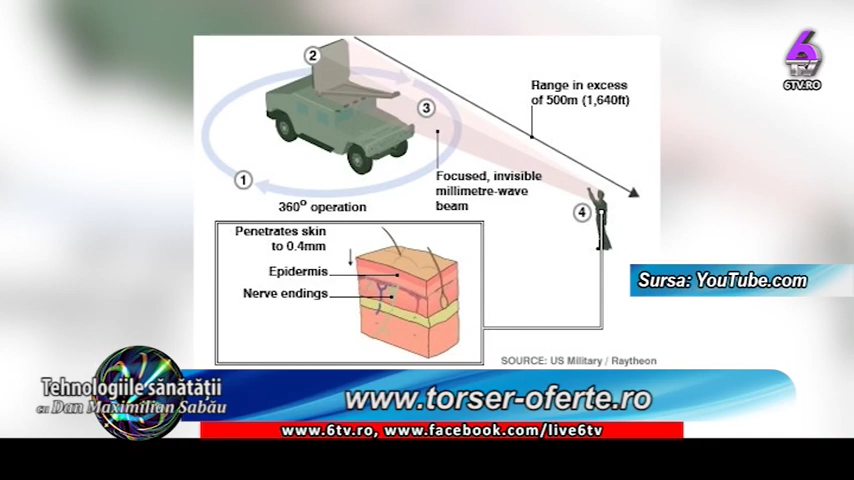 2
6
TV
6TV.RO
Range in excess
of 500m (1,640ft)
3
Focused, invisible
millimetre-wave
beam
1
360º operation
4
Penetrates skin
to 0.4mm
Epidermis
Nerve endings
Sursa: YouTube.com
SOURCE: US Military / Raytheon
Tehnologiile sănătății
cu Dan Maximilian Sabău
www.torser-oferte.ro
www.6tv.ro, www.facebook.com/live6tv